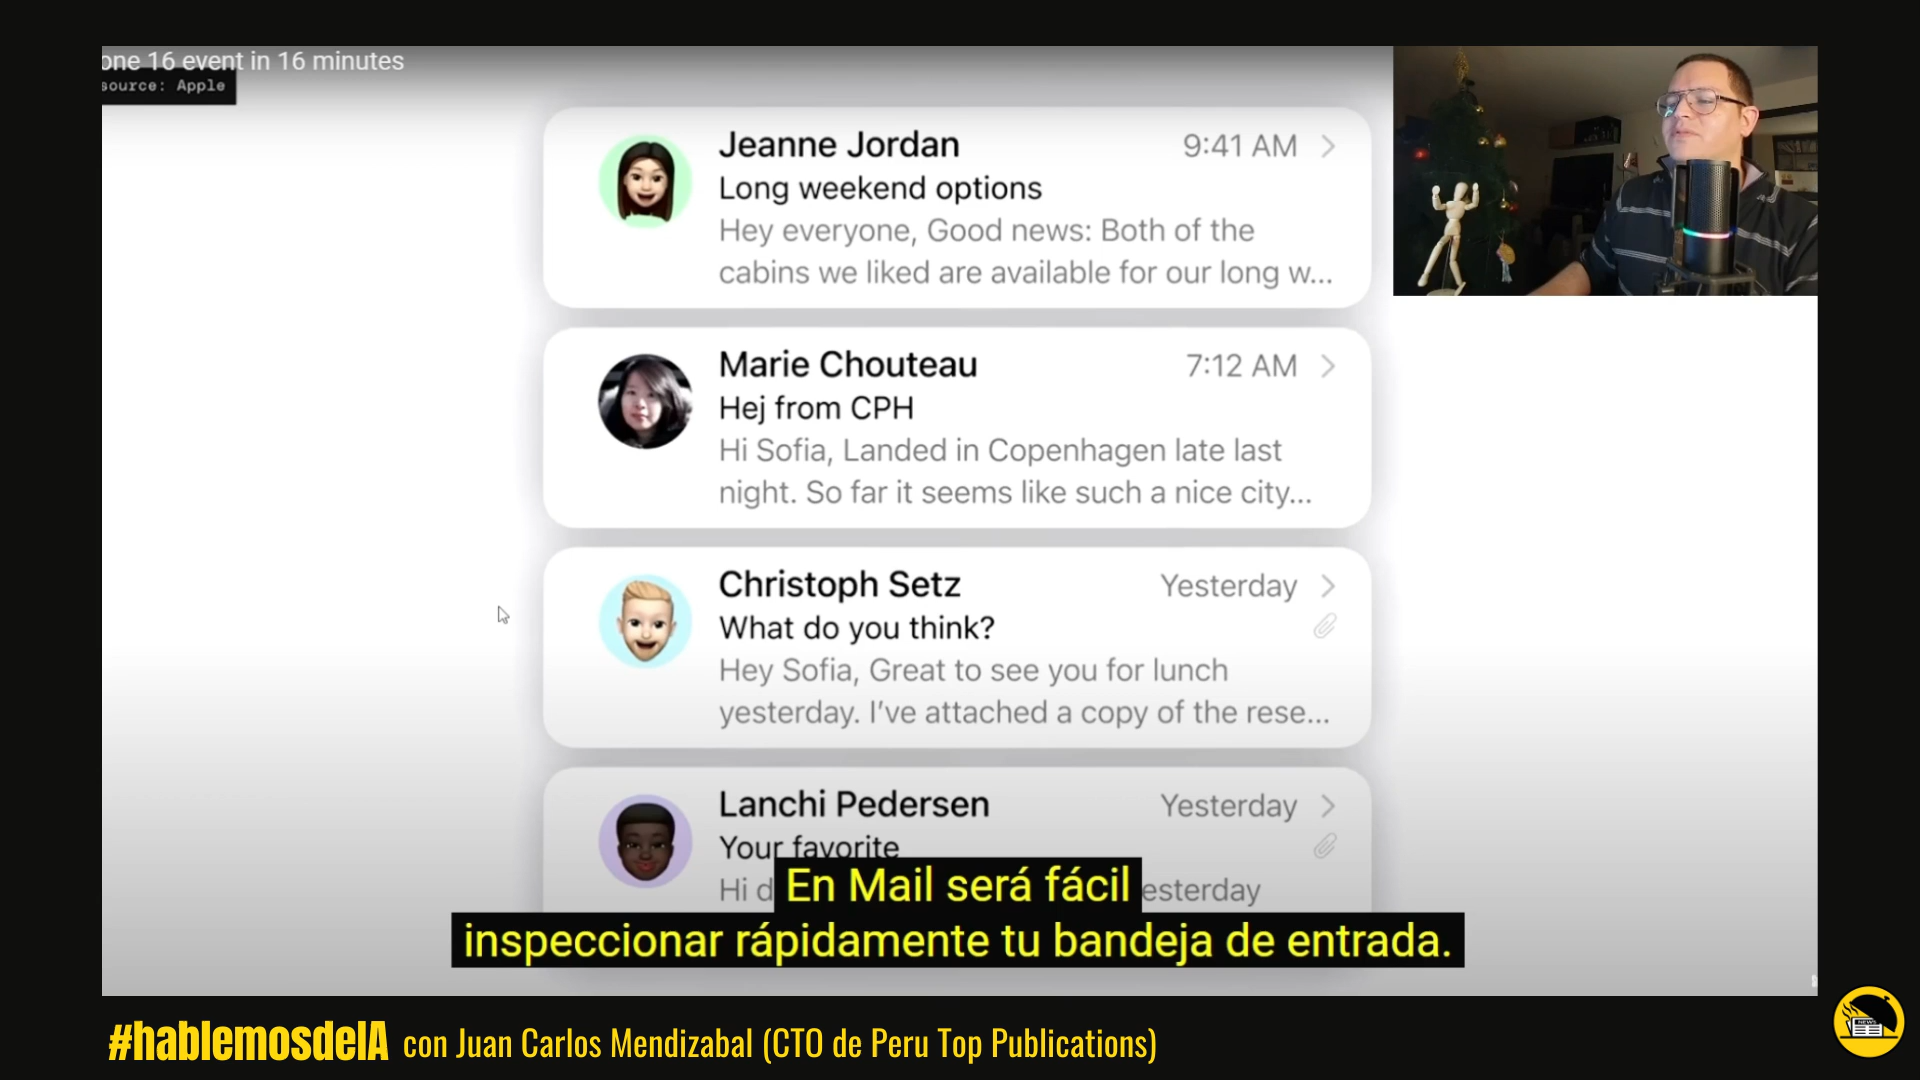 one 16 event in 16 minutes
source: Apple
Jeanne Jordan 9:41 AM
Long weekend options
Hey everyone, Good news: Both of the
cabins we liked are available for our long w...
Marie Chouteau 7:12 AM
Hej from CPH
Hi Sofia, Landed in Copenhagen late last
night. So far it seems like such a nice city...
Christoph Setz Yesterday
What do you think?
Hey Sofia, Great to see you for lunch
yesterday. I've attached a copy of the rese...
Lanchi Pedersen Yesterday
Your favorite
Hi d esterday
En Mail será fácil
inspeccionar rápidamente tu bandeja de entrada.
#hablemosdeIA con Juan Carlos Mendizabal (CTO de Peru Top Publications)
NEWS